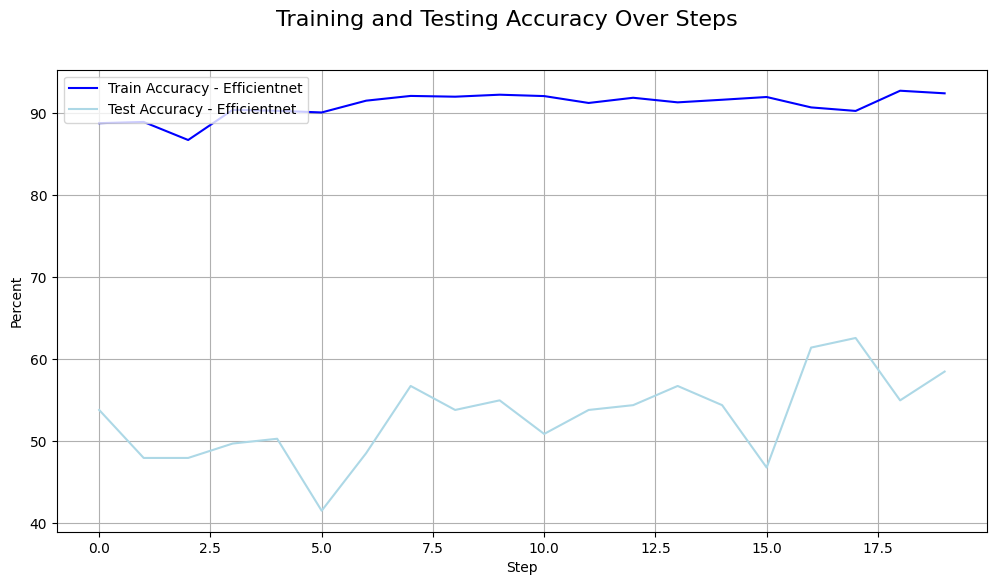 Training and Testing Accuracy Over Steps
Train Accuracy - Efficientnet
Test Accuracy - Efficientnet
90
80
70
60
50
40
Percent
0.0 2.5 5.0 7.5 10.0 12.5 15.0 17.5
Step